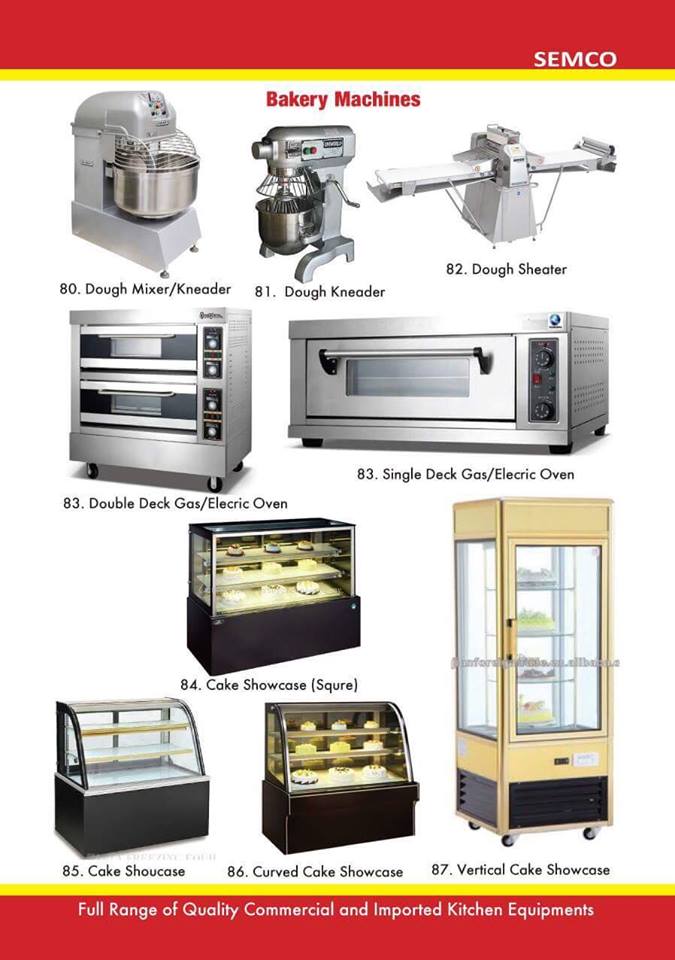 SEMCO
Bakery Machines
80. Dough Mixer/Kneader
81. Dough Kneader
82. Dough Sheater
83. Double Deck Gas/Elecric Oven
83. Single Deck Gas/Elecric Oven
84. Cake Showcase (Squre)
85. Cake Shoucase
86. Curved Cake Showcase
87. Vertical Cake Showcase
Full Range of Quality Commercial and Imported Kitchen Equipments